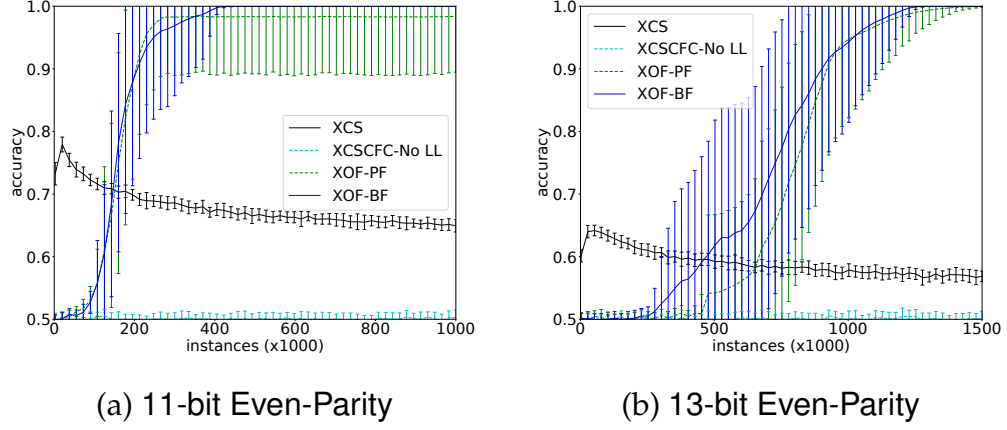 1.0
0.9
0.8
0.7
0.6
0.5
accuracy
0
200
400
600
800
1000
instances (x1000)
XCS
XCSCFC-No LL
XOF-PF
XOF-BF
(a) 11-bit Even-Parity
1.0
0.9
0.8
0.7
0.6
0.5
accuracy
0
500
1000
1500
instances (x1000)
XCS
XCSCFC-No LL
XOF-PF
XOF-BF
(b) 13-bit Even-Parity